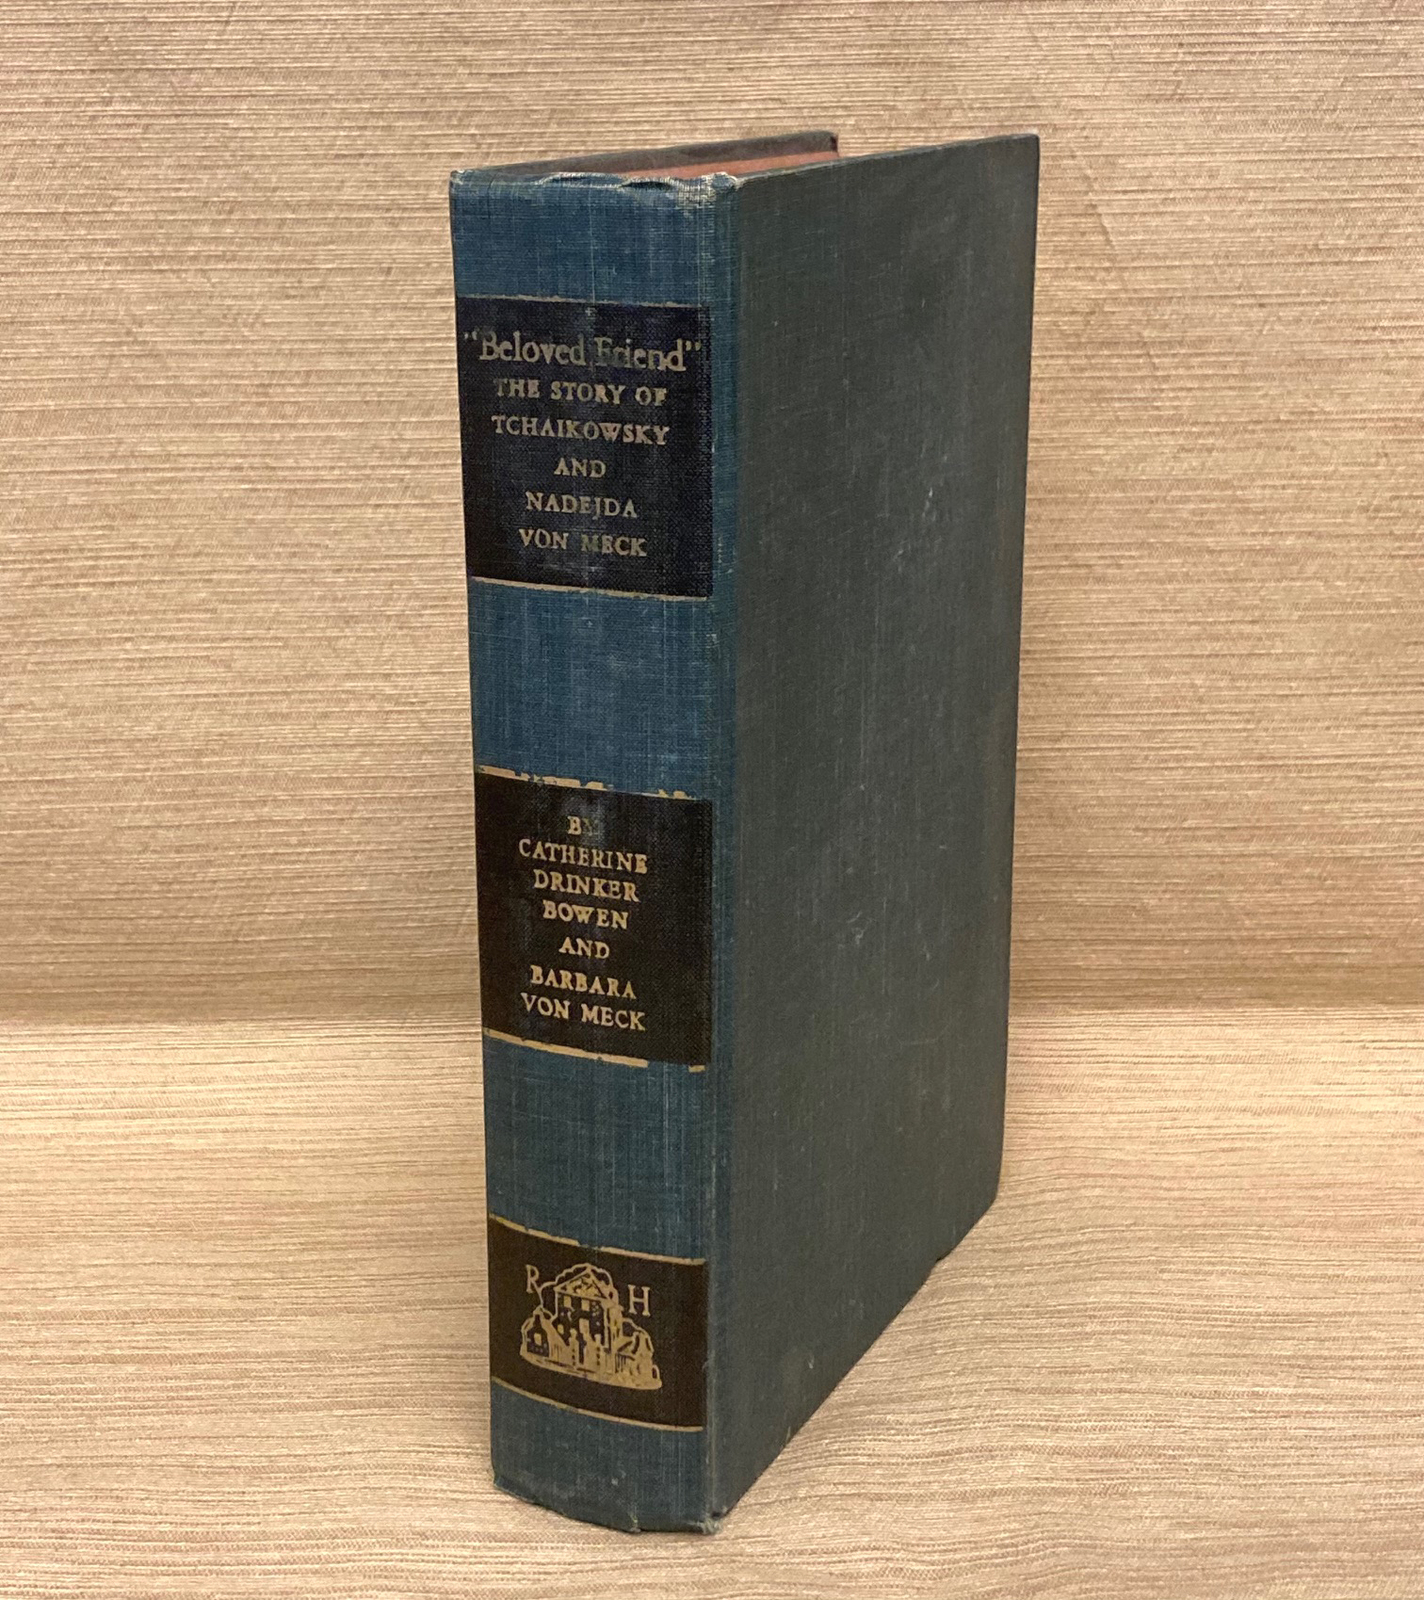 "Beloved Friend"
THE STORY OF
TCHAIKOWSKY
AND
NADEJDA
VON MECK
BY
CATHERINE
DRINKER
BOWEN
AND
BARBARA
VON MECK
R H